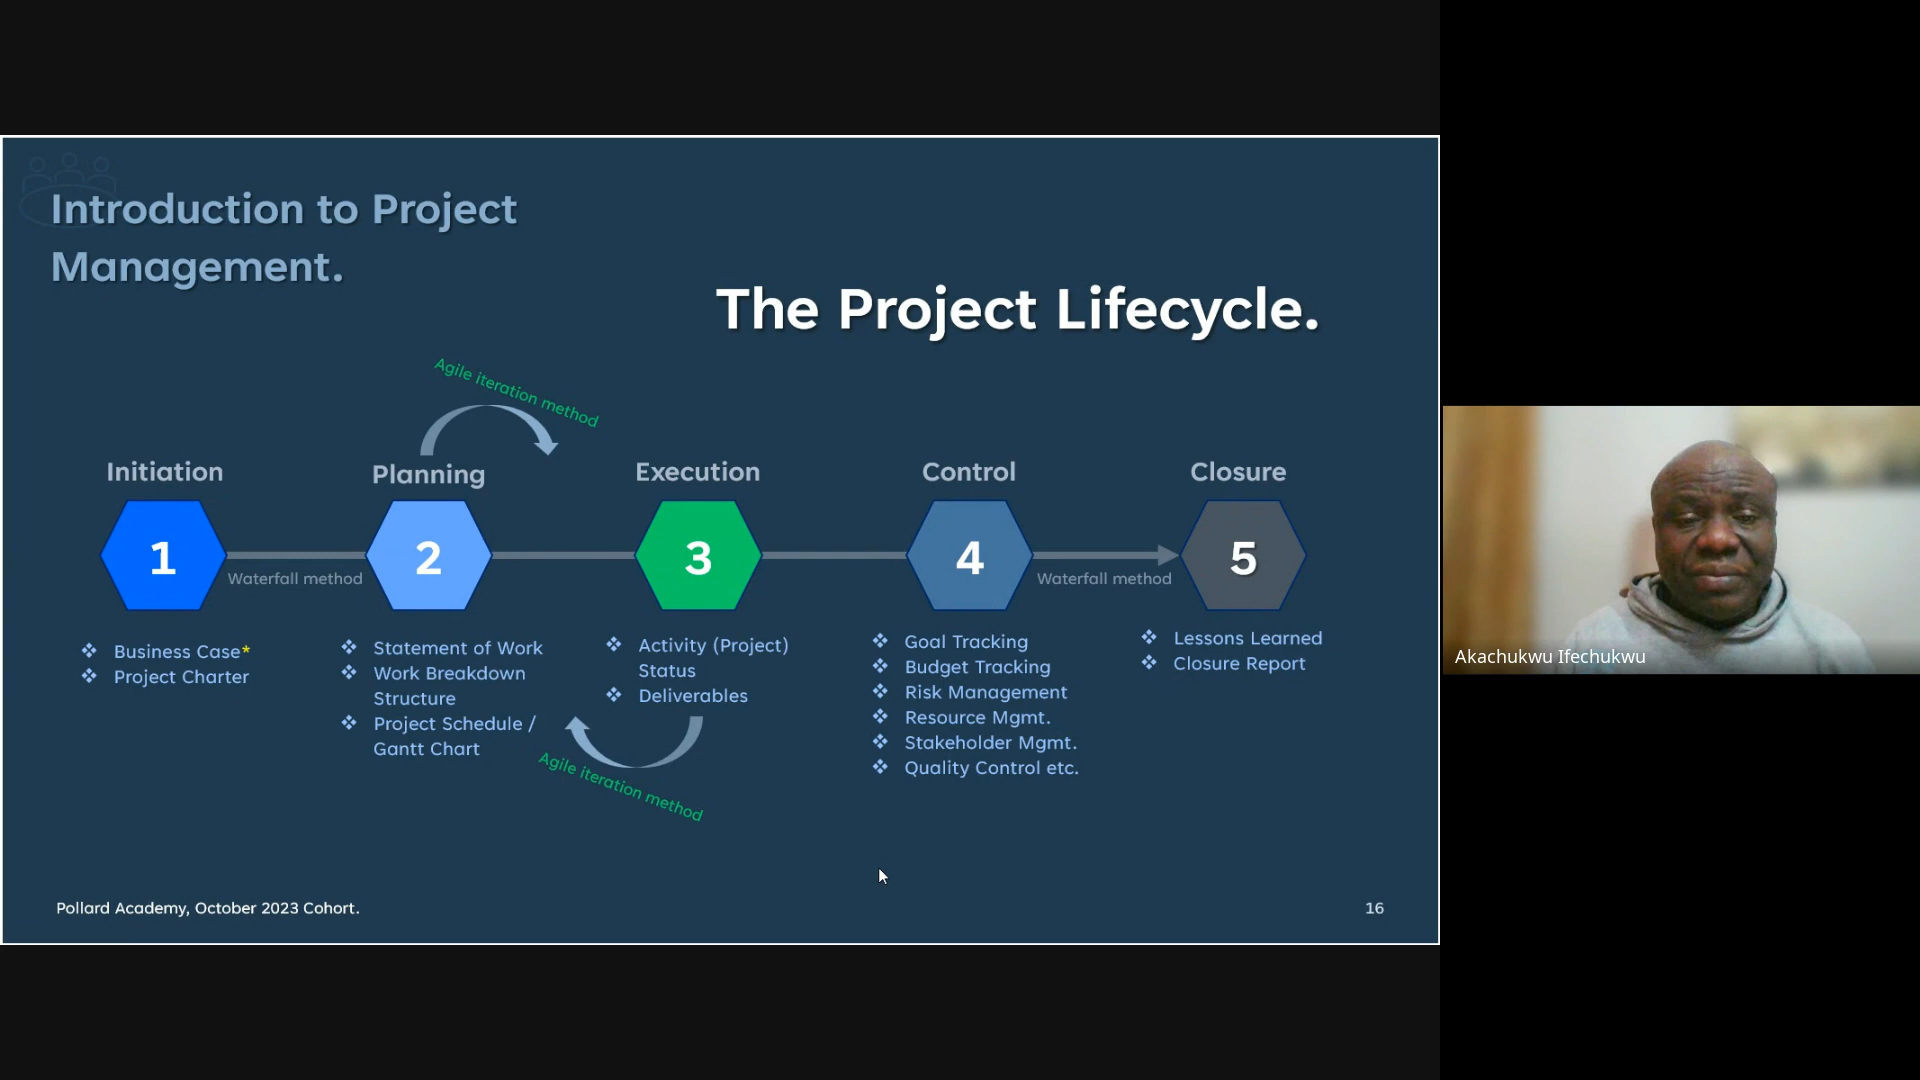 Introduction to Project
Management.
The Project Lifecycle.
Agile iteration method
Initiation
Planning
Execution
Control
Closure
1
2
3
4
5
Waterfall method
Waterfall method
❖ Business Case*
❖ Project Charter
❖ Statement of Work
❖ Work Breakdown
Structure
❖ Project Schedule /
Gantt Chart
❖ Activity (Project)
Status
❖ Deliverables
❖ Goal Tracking
❖ Budget Tracking
❖ Risk Management
❖ Resource Mgmt.
❖ Stakeholder Mgmt.
❖ Quality Control etc.
❖ Lessons Learned
❖ Closure Report
Agile iteration method
Pollard Academy, October 2023 Cohort.
16
Akachukwu Ifechukwu